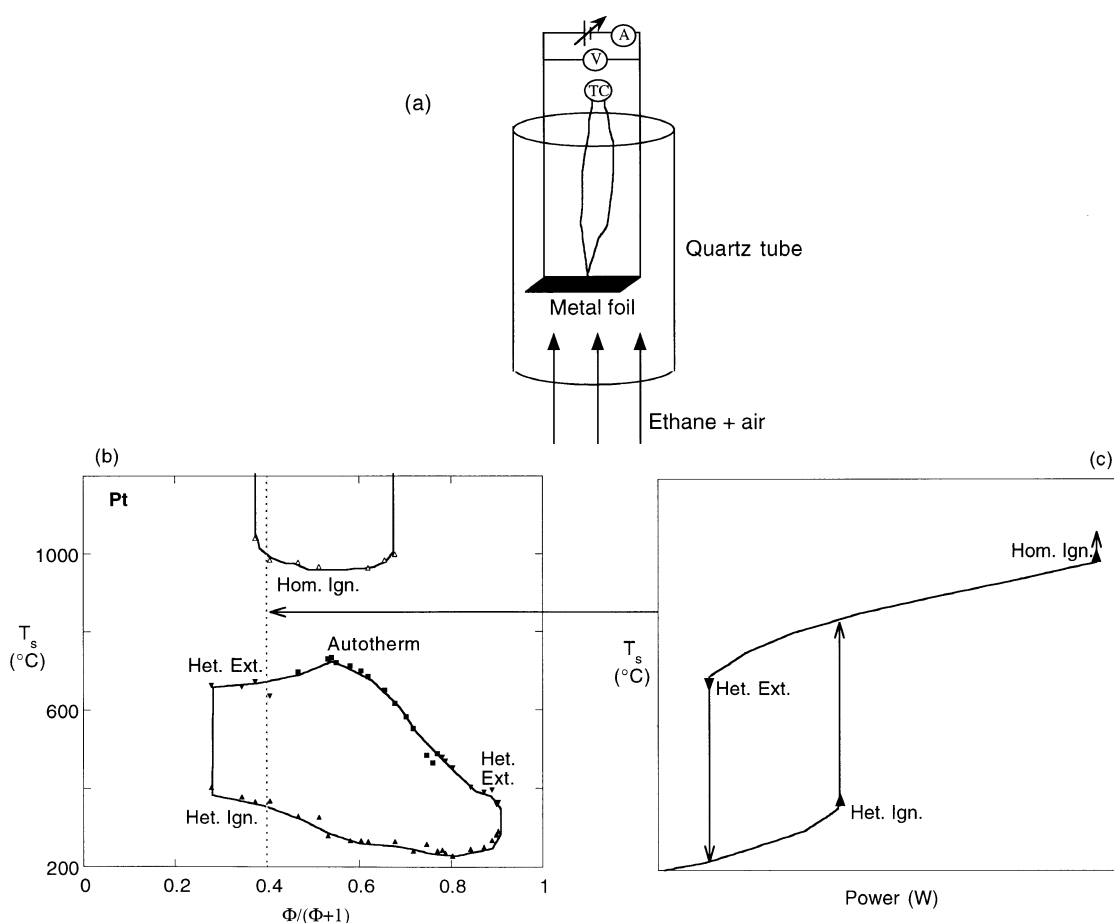 (a)
A
V
TC
Quartz tube
Metal foil
Ethane + air
(b)
Pt
1000
600
200
Ts
(°C)
Hom. Ign.
Autotherm
Het. Ext.
Het.
Ext.
Het. Ign.
0
0.2
0.4
0.6
0.8
1
Φ/(Φ+1)
(c)
Hom. Ign.
Ts
(°C)
Het. Ext.
Het. Ign.
Power (W)